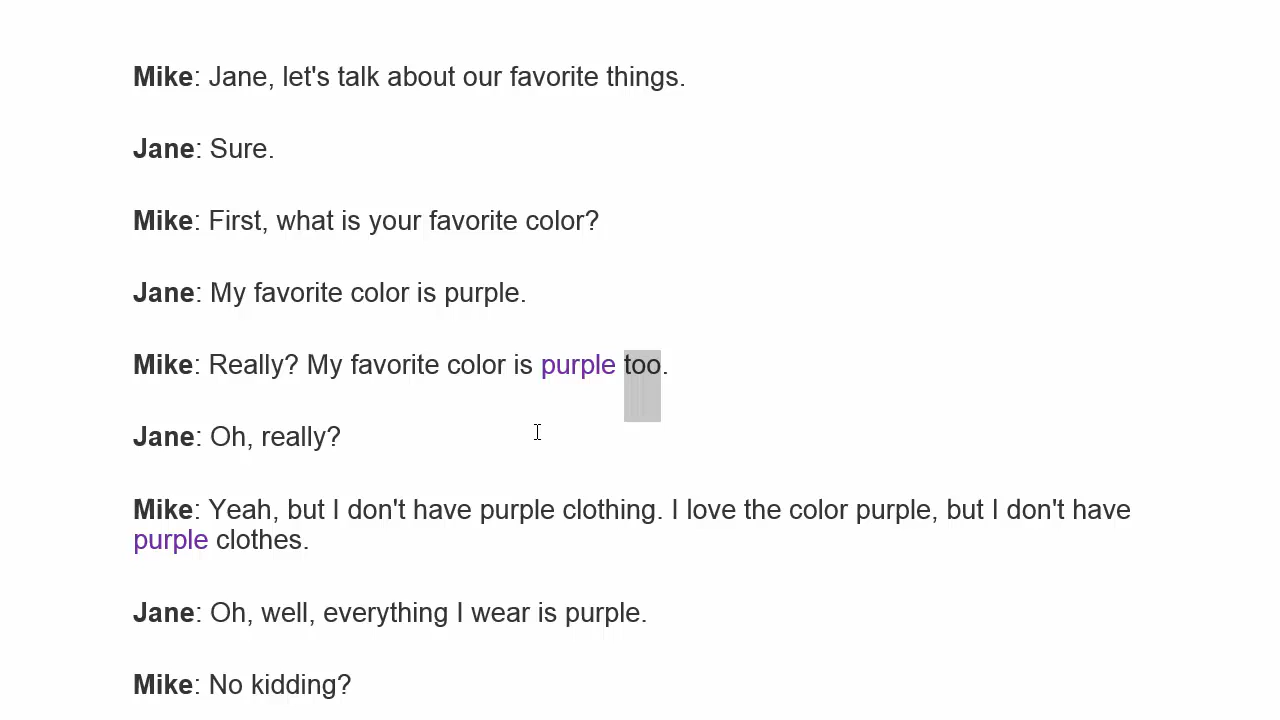 Mike: Jane, let's talk about our favorite things.
Jane: Sure.
Mike: First, what is your favorite color?
Jane: My favorite color is purple.
Mike: Really? My favorite color is purple too.
Jane: Oh, really?
Mike: Yeah, but I don't have purple clothing. I love the color purple, but I don't have
purple clothes.
Jane: Oh, well, everything I wear is purple.
Mike: No kidding?